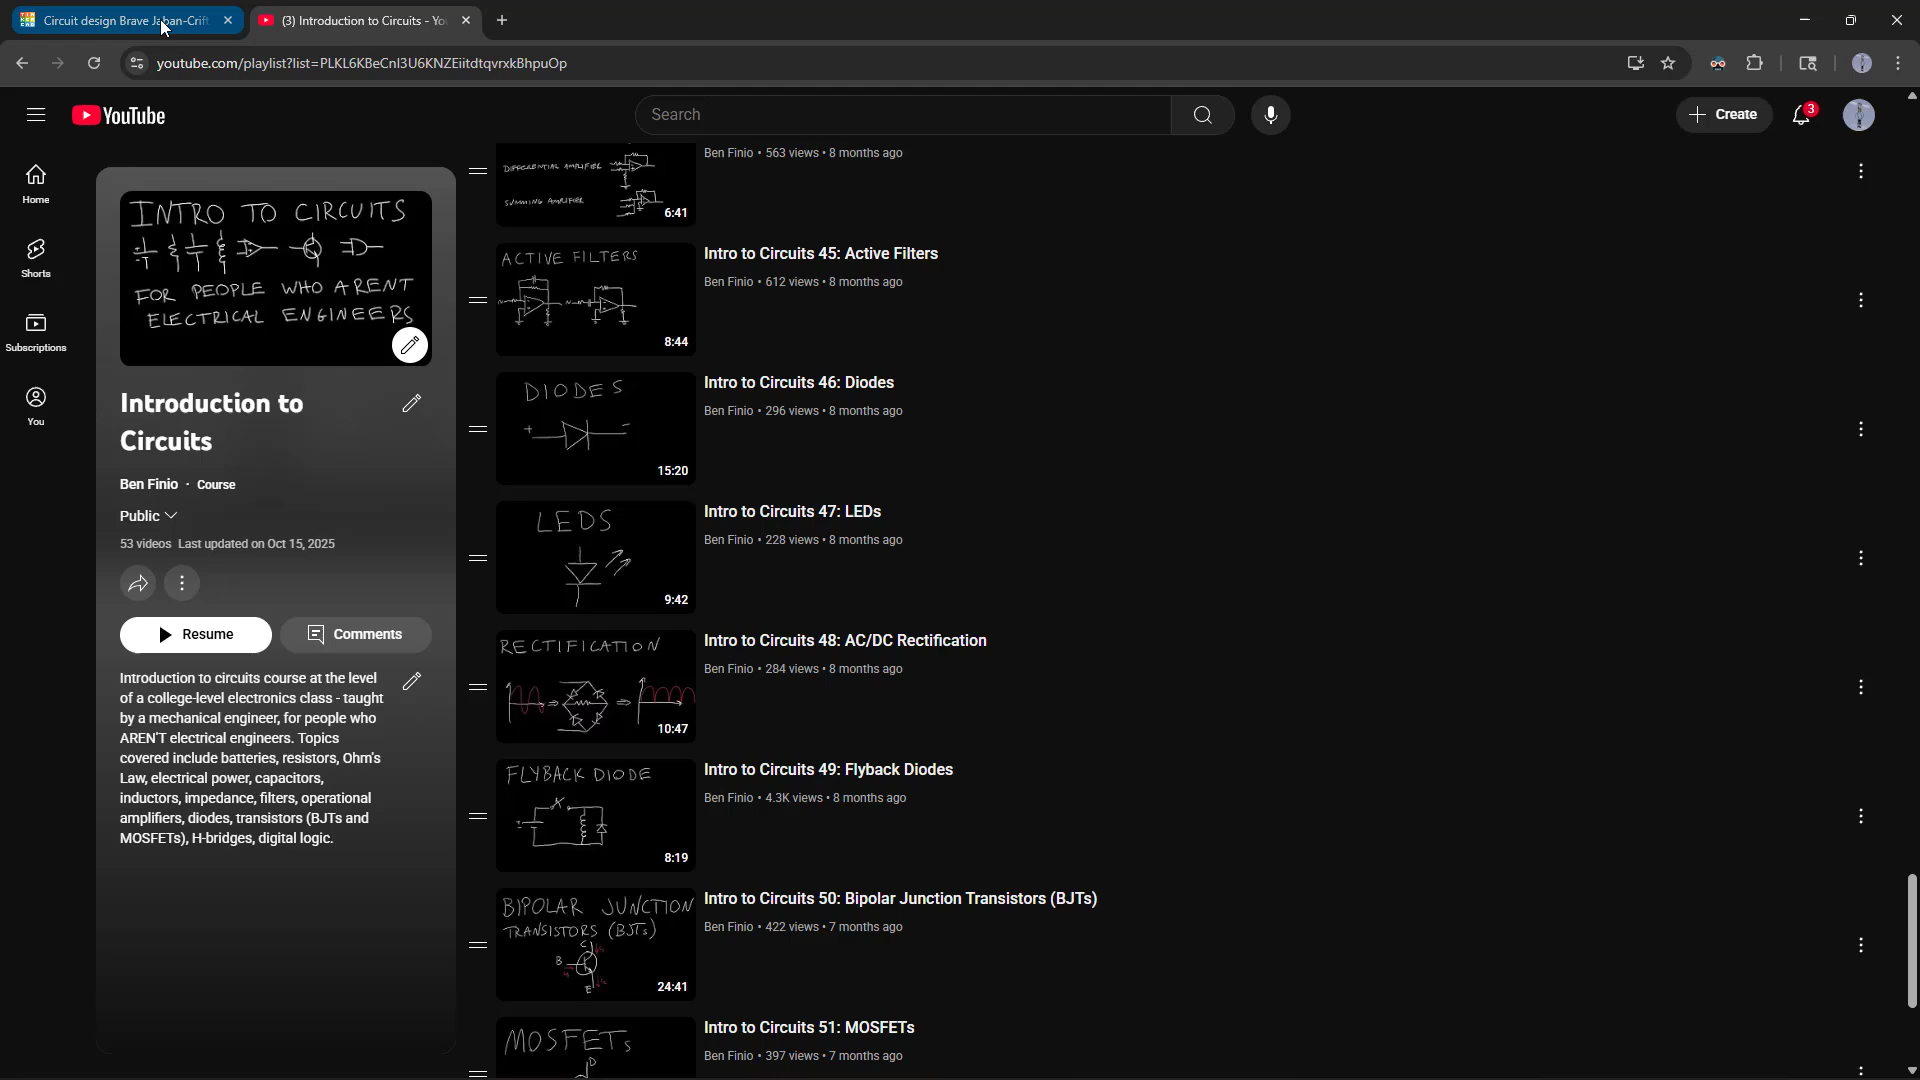 Circuit design Brave Jaban-Crift
(3) Introduction to Circuits - Yo
youtube.com/playlist?list=PLKL6KBeCnI3U6KNZEiitdtqvrxkBhpuOp
YouTube
Search
Create
3
Home
Shorts
Subscriptions
You
INTRO TO CIRCUITS
FOR PEOPLE WHO ARENT
ELECTRICAL ENGINEERS
Introduction to
Circuits
Ben Finio · Course
Public
53 videos Last updated on Oct 15, 2025
Resume
Comments
Introduction to circuits course at the level
of a college-level electronics class - taught
by a mechanical engineer, for people who
AREN'T electrical engineers. Topics
covered include batteries, resistors, Ohm's
Law, electrical power, capacitors,
inductors, impedance, filters, operational
amplifiers, diodes, transistors (BJTs and
MOSFETs), H-bridges, digital logic.
DIFFERENTIAL AMPLIFIER
SUMMING AMPLIFIER
6:41
Ben Finio • 563 views • 8 months ago
ACTIVE FILTERS
8:44
Intro to Circuits 45: Active Filters
Ben Finio • 612 views • 8 months ago
DIODES
+ -
15:20
Intro to Circuits 46: Diodes
Ben Finio • 296 views • 8 months ago
LEDS
9:42
Intro to Circuits 47: LEDs
Ben Finio • 228 views • 8 months ago
RECTIFICATION
10:47
Intro to Circuits 48: AC/DC Rectification
Ben Finio • 284 views • 8 months ago
FLYBACK DIODE
8:19
Intro to Circuits 49: Flyback Diodes
Ben Finio • 4.3K views • 8 months ago
BIPOLAR JUNCTION
TRANSISTORS (BJTs)
C
B
E
24:41
Intro to Circuits 50: Bipolar Junction Transistors (BJTs)
Ben Finio • 422 views • 7 months ago
MOSFETs
D
Intro to Circuits 51: MOSFETs
Ben Finio • 397 views • 7 months ago